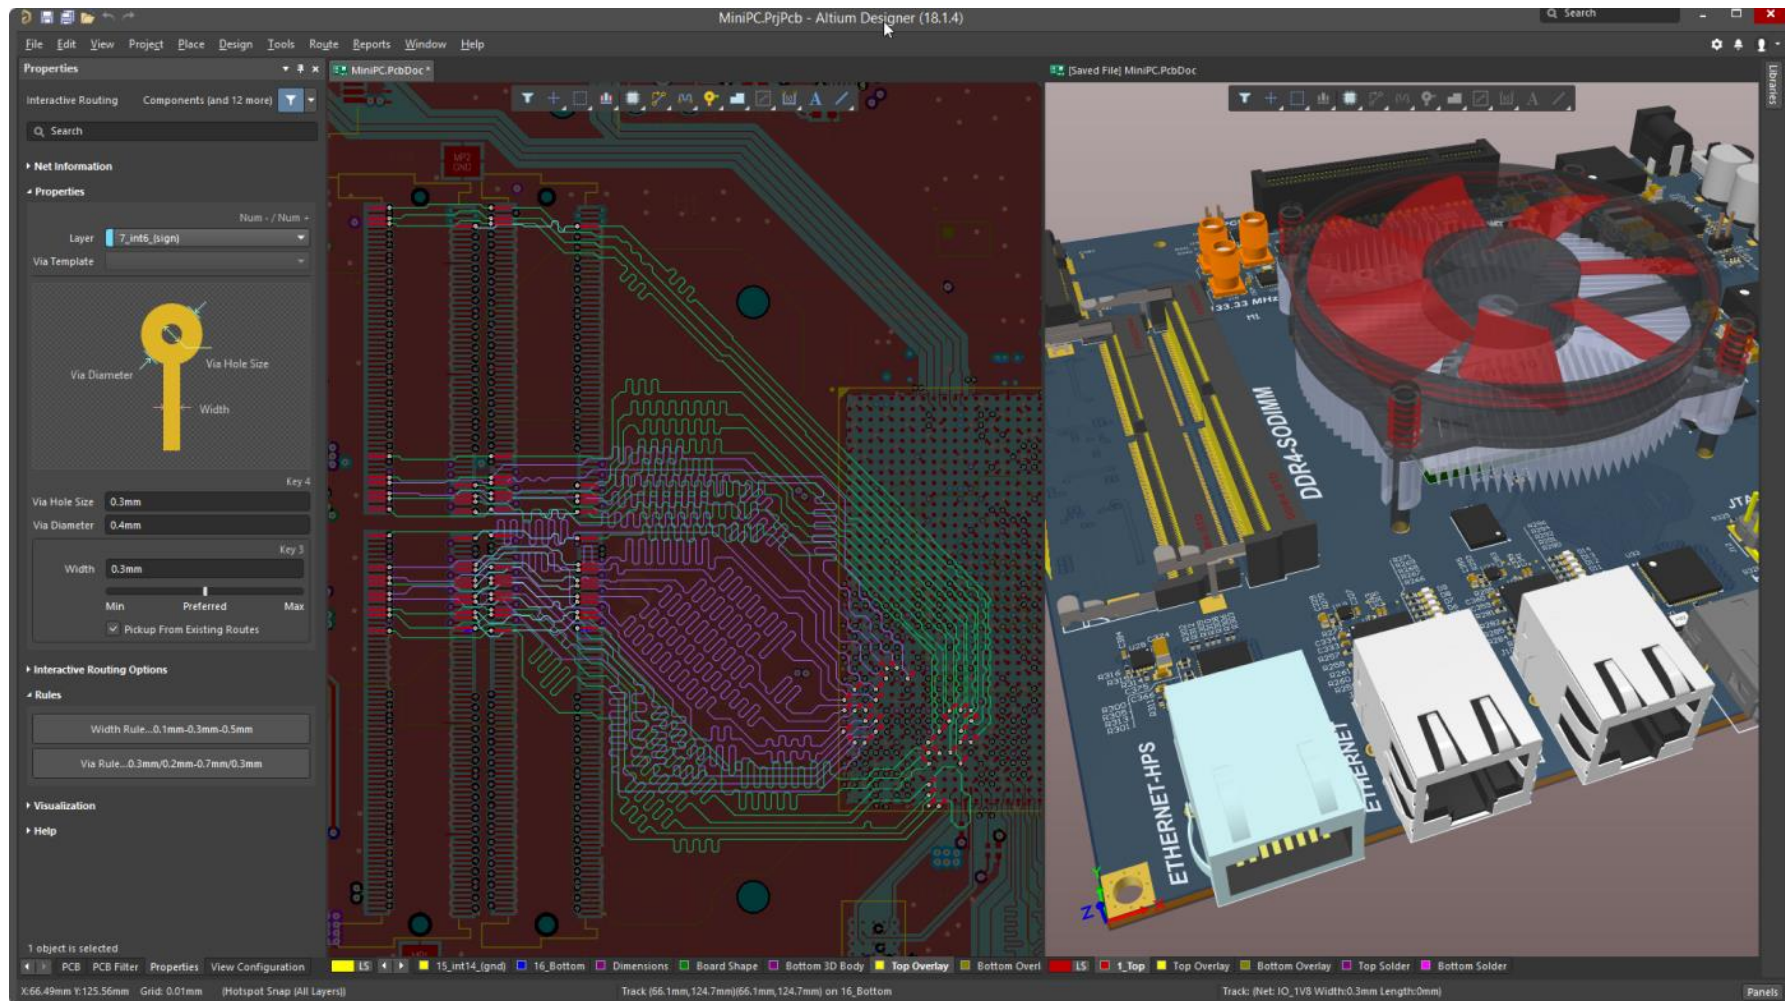 MiniPC.PrjPcb - Altium Designer (18.1.4)
Search
File Edit View Project Place Design Tools Route Reports Window Help
Properties
MiniPC.PcbDoc *
[Saved File] MiniPC.PcbDoc
Libraries
Interactive Routing Components (and 12 more)
Search
Net Information
Properties
Num - / Num +
Layer 7_int6_(sign)
Via Template
Via Hole Size
Via Diameter
Width
Key 4
Via Hole Size 0.3mm
Via Diameter 0.4mm
Key 3
Width 0.3mm
Min Preferred Max
Pickup From Existing Routes
Interactive Routing Options
Rules
Width Rule...0.1mm-0.3mm-0.5mm
Via Rule...0.3mm/0.2mm-0.7mm/0.3mm
Visualization
Help
1 object is selected
MP2
GND
33.33 MHz
M1
DDR4-SODIMM
ETHERNET-HPS
ETHERNET
Y
Z
PCB PCB Filter Properties View Configuration
LS 15_int14_(gnd) 16_Bottom Dimensions Board Shape Bottom 3D Body Top Overlay Bottom Overl
LS 1_Top Top Overlay Bottom Overlay Top Solder Bottom Solder
X:66.49mm Y:125.56mm Grid: 0.01mm (Hotspot Snap (All Layers))
Track (66.1mm,124.7mm)(66.1mm,124.7mm) on 16_Bottom
Track: (Net: IO_1V8 Width:0.3mm Length:0mm)
Panels